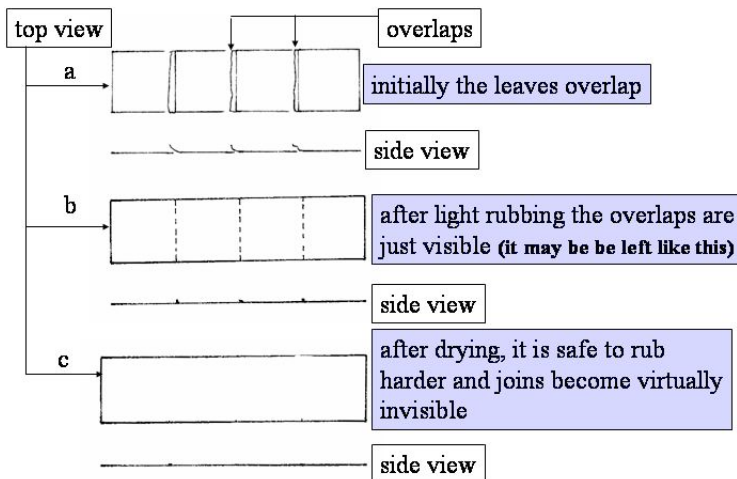 top view
overlaps
a
initially the leaves overlap
side view
b
after light rubbing the overlaps are
just visible (it may be be left like this)
side view
c
after drying, it is safe to rub
harder and joins become virtually
invisible
side view